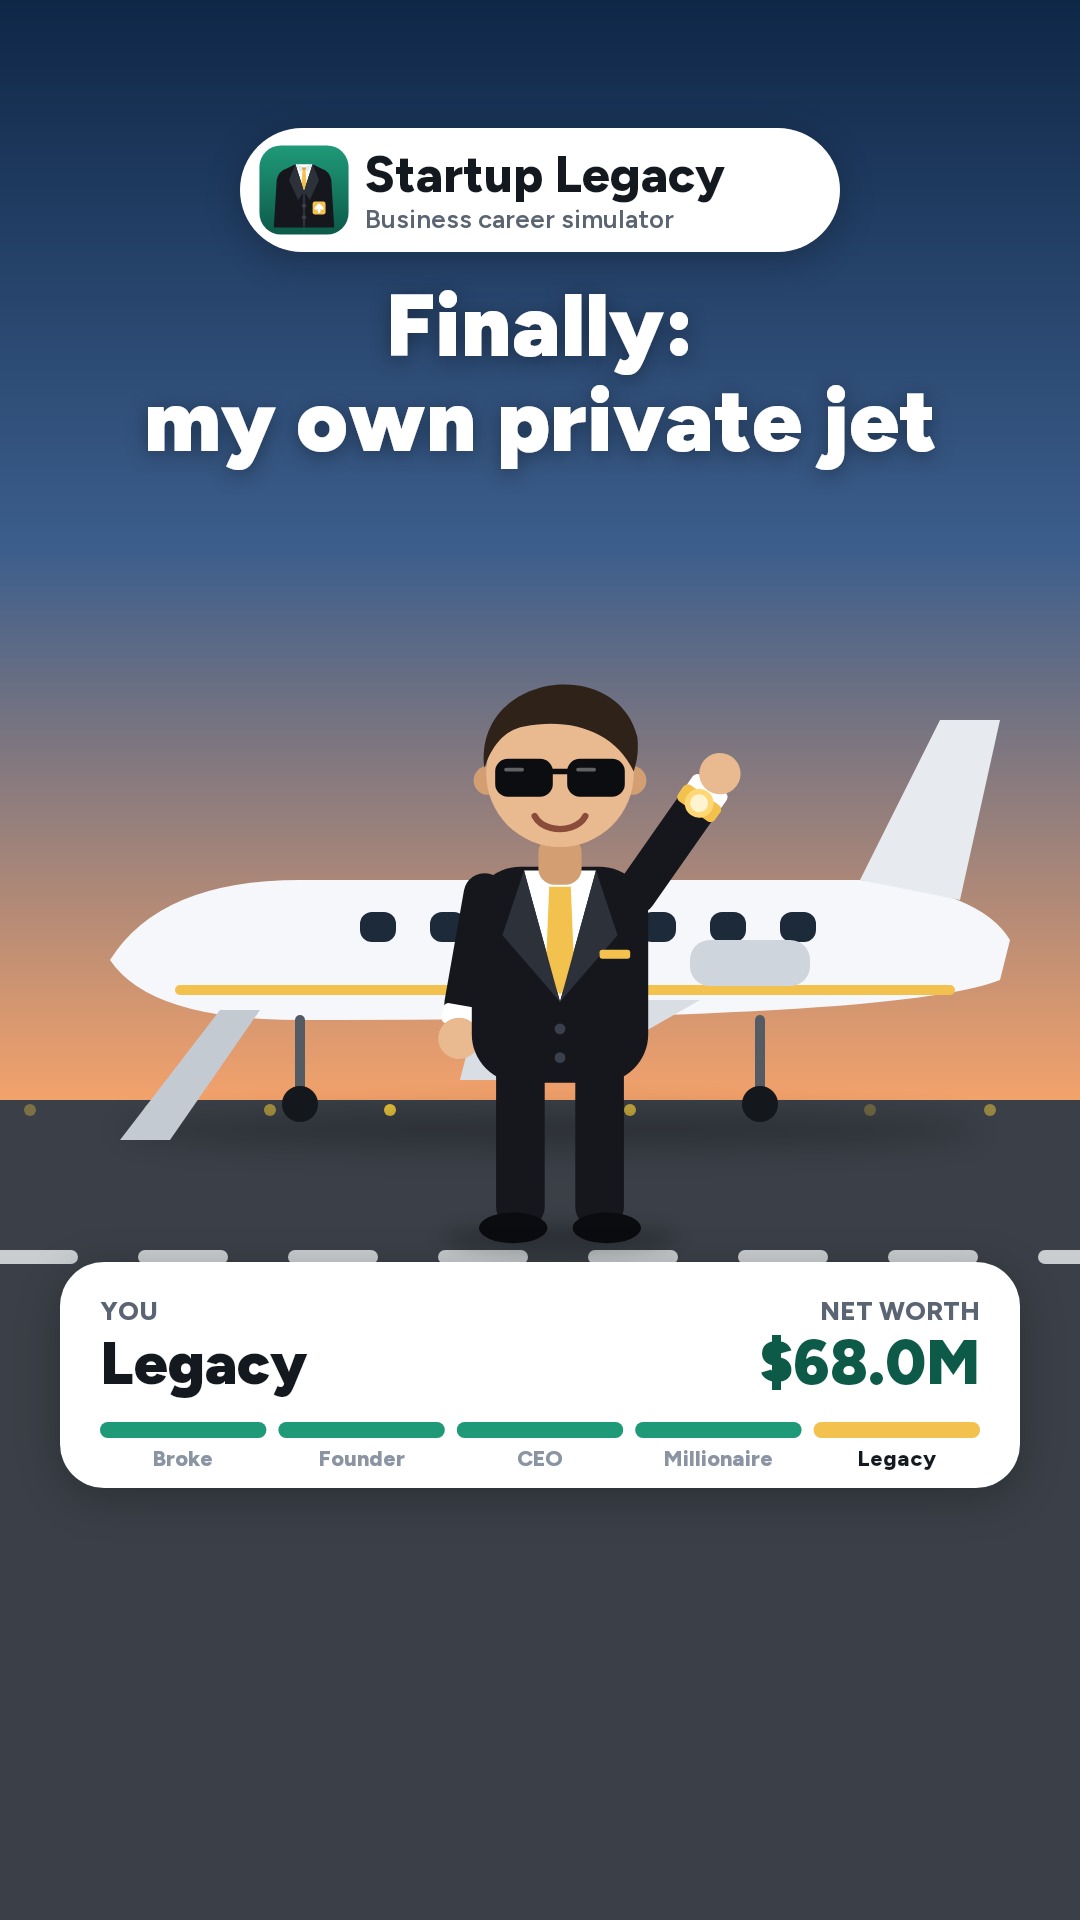 Startup Legacy
Business career simulator
Finally:
my own private jet
YOU
NET WORTH
Legacy
$68.0M
Broke
Founder
CEO
Millionaire
Legacy